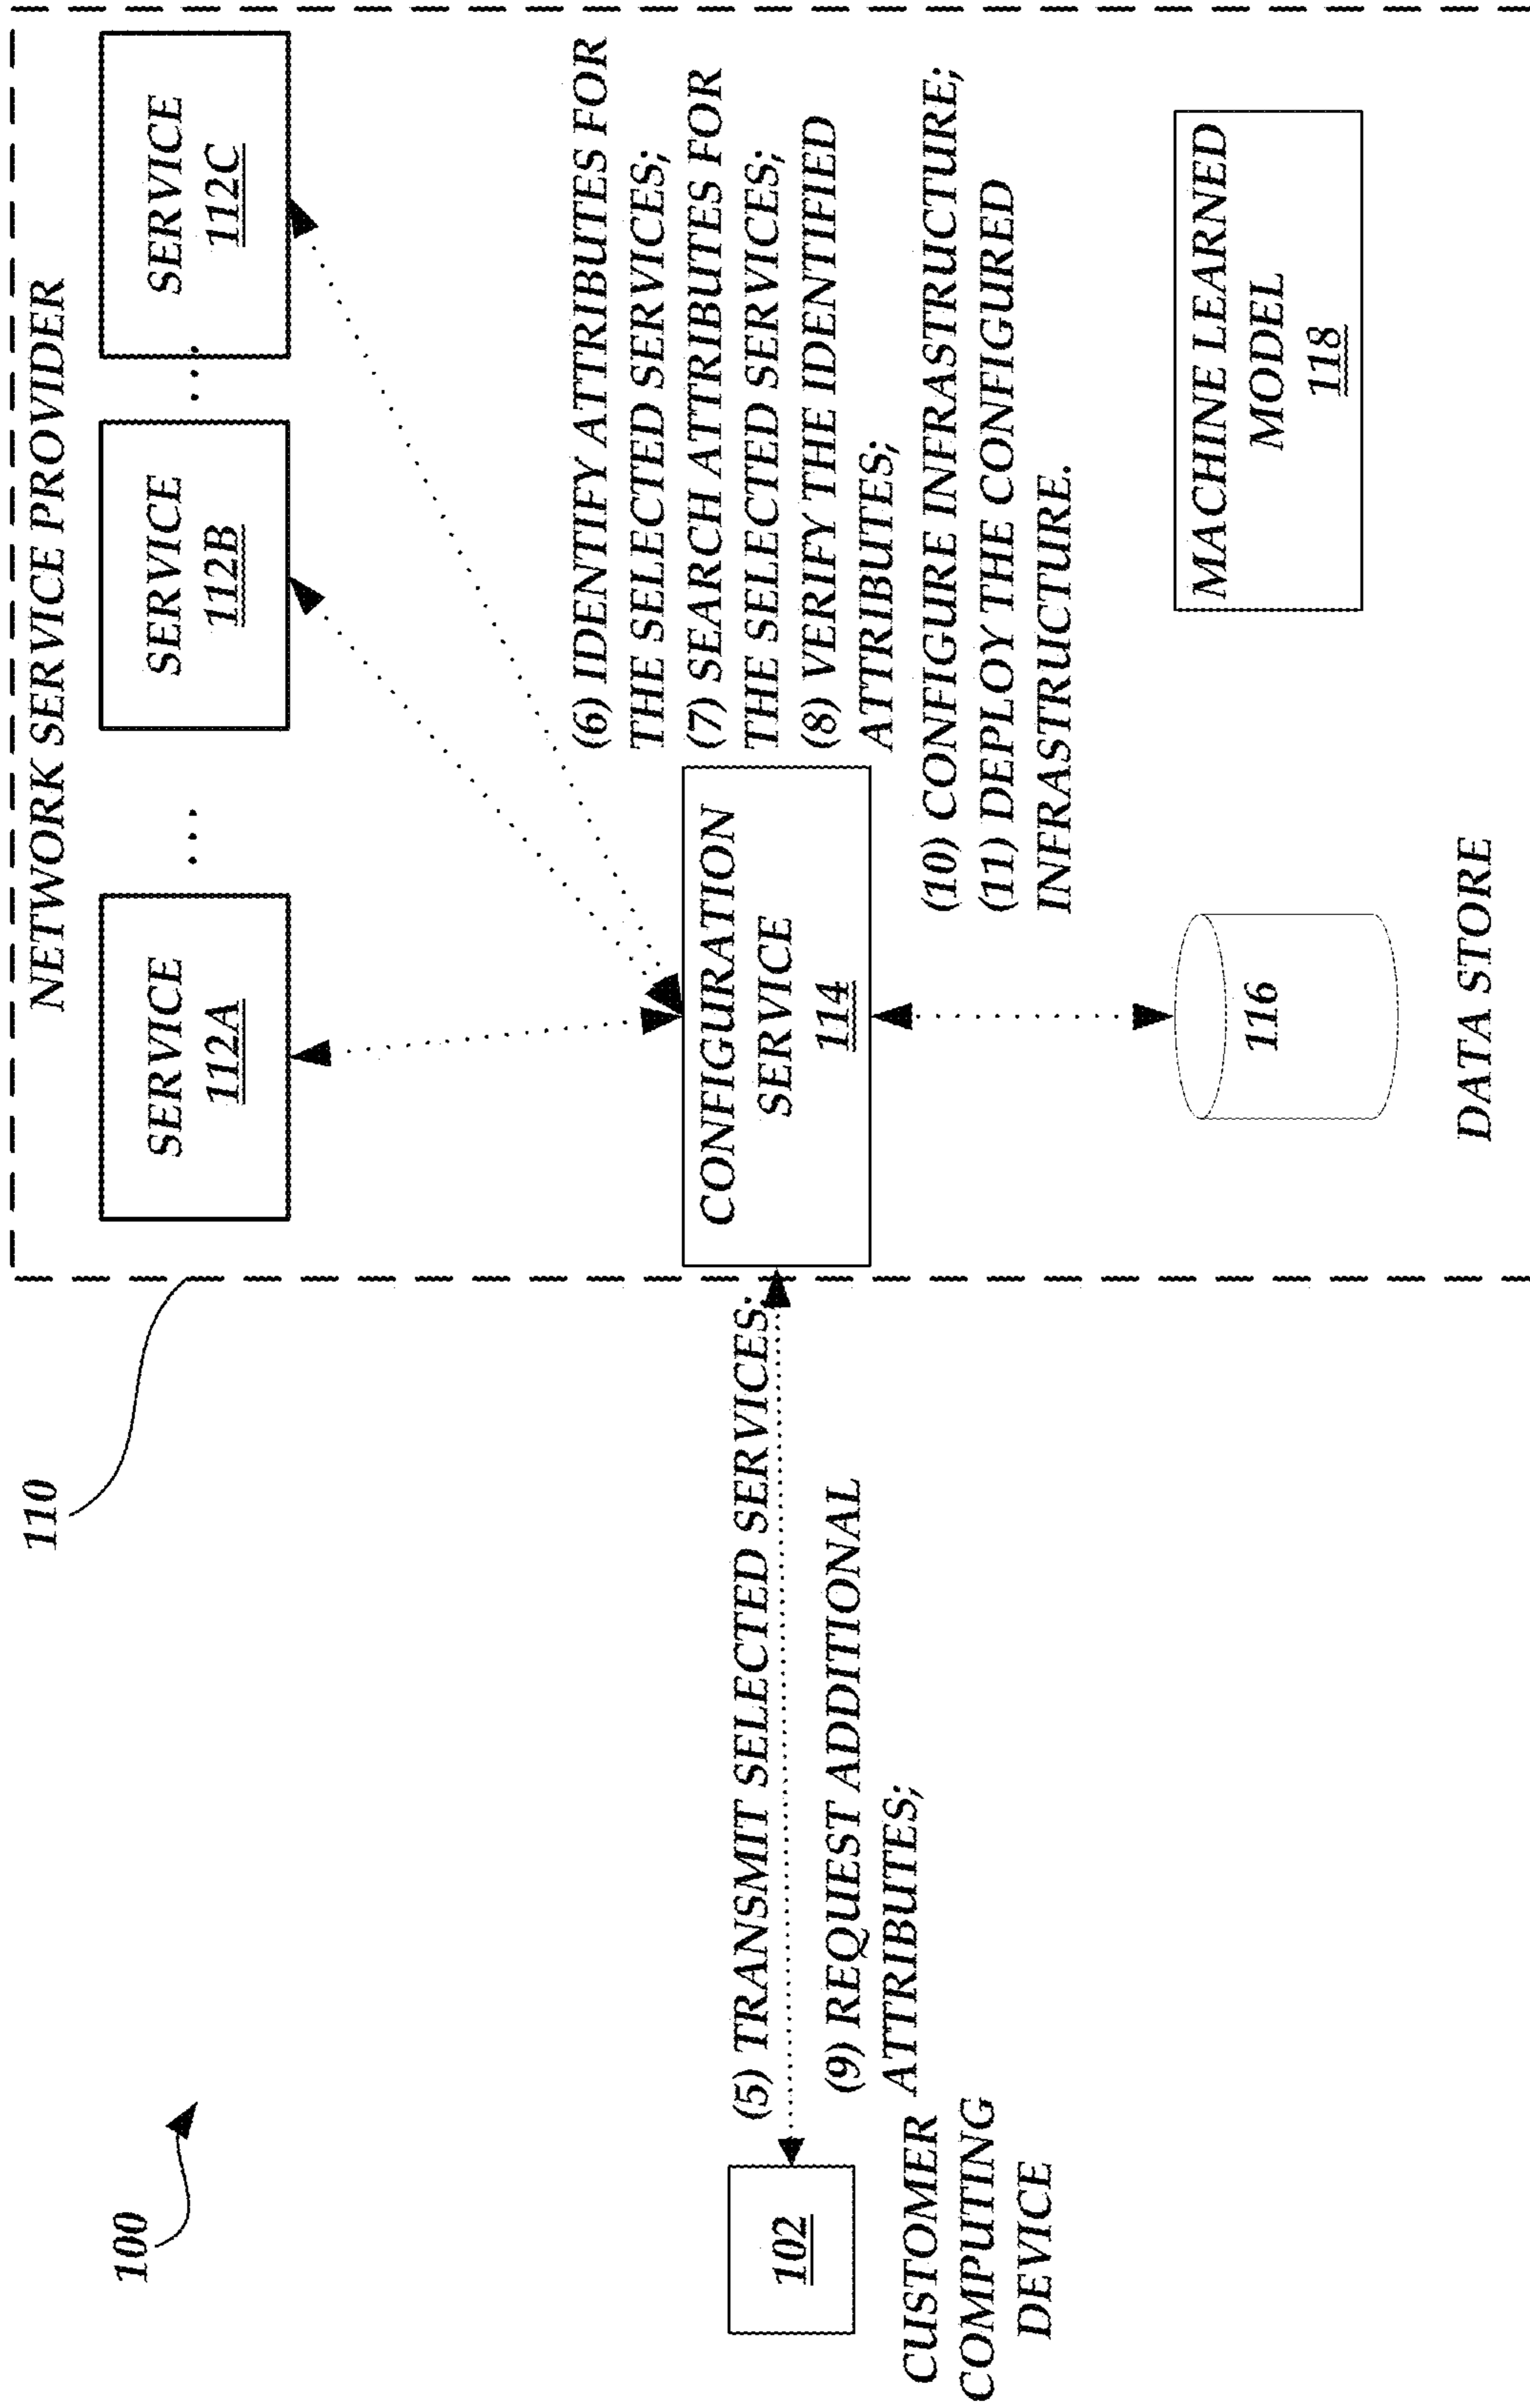 100
110
NETWORK SERVICE PROVIDER
SERVICE
112A
...
SERVICE
112B
...
SERVICE
112C
(5) TRANSMIT SELECTED SERVICES;
(9) REQUEST ADDITIONAL
ATTRIBUTES;
102
CUSTOMER
COMPUTING
DEVICE
CONFIGURATION
SERVICE
114
(6) IDENTIFY ATTRIBUTES FOR
THE SELECTED SERVICES;
(7) SEARCH ATTRIBUTES FOR
THE SELECTED SERVICES;
(8) VERIFY THE IDENTIFIED
ATTRIBUTES;
(10) CONFIGURE INFRASTRUCTURE;
(11) DEPLOY THE CONFIGURED
INFRASTRUCTURE.
116
DATA STORE
MACHINE LEARNED
MODEL
118